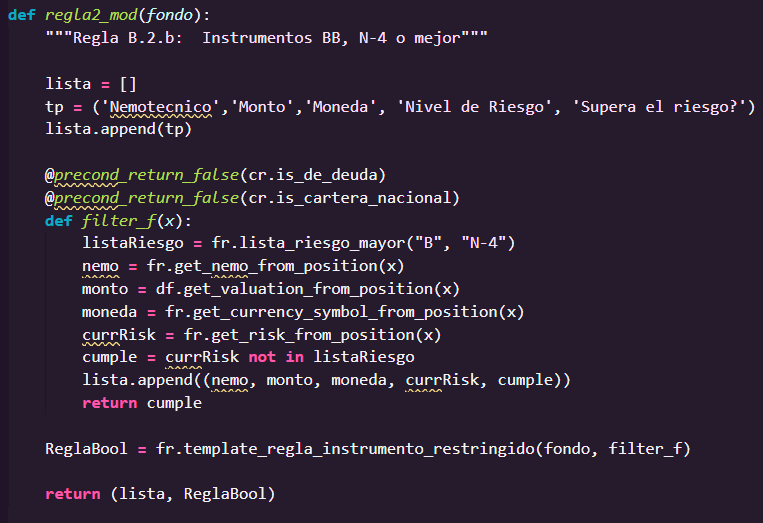 def regla2_mod(fondo):
    """Regla B.2.b:  Instrumentos BB, N-4 o mejor"""
    lista = []
    tp = ('Nemotecnico','Monto','Moneda', 'Nivel de Riesgo', 'Supera el riesgo?')
    lista.append(tp)
    @precond_return_false(cr.is_de_deuda)
    @precond_return_false(cr.is_cartera_nacional)
    def filter_f(x):
        listaRiesgo = fr.lista_riesgo_mayor("B", "N-4")
        nemo = fr.get_nemo_from_position(x)
        monto = df.get_valuation_from_position(x)
        moneda = fr.get_currency_symbol_from_position(x)
        currRisk = fr.get_risk_from_position(x)
        cumple = currRisk not in listaRiesgo
        lista.append((nemo, monto, moneda, currRisk, cumple))
        return cumple
    ReglaBool = fr.template_regla_instrumento_restringido(fondo, filter_f)
    return (lista, ReglaBool)